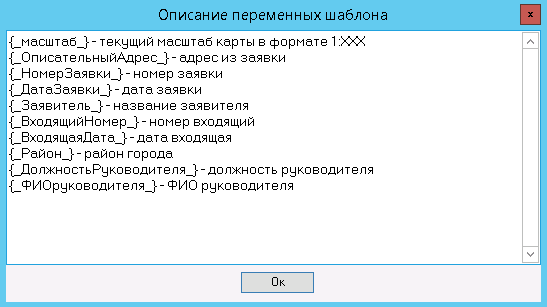 Описание переменных шаблона
x
{_масштаб_} - текущий масштаб карты в формате 1:XXX
{_ОписательныйАдрес_} - адрес из заявки
{_НомерЗаявки_} - номер заявки
{_ДатаЗаявки_} - дата заявки
{_Заявитель_} - название заявителя
{_ВходящийНомер_} - номер входящий
{_ВходящаяДата_} - дата входящая
{_Район_} - район города
{_ДолжностьРуководителя_} - должность руководителя
{_ФИОруководителя_} - ФИО руководителя
Ок